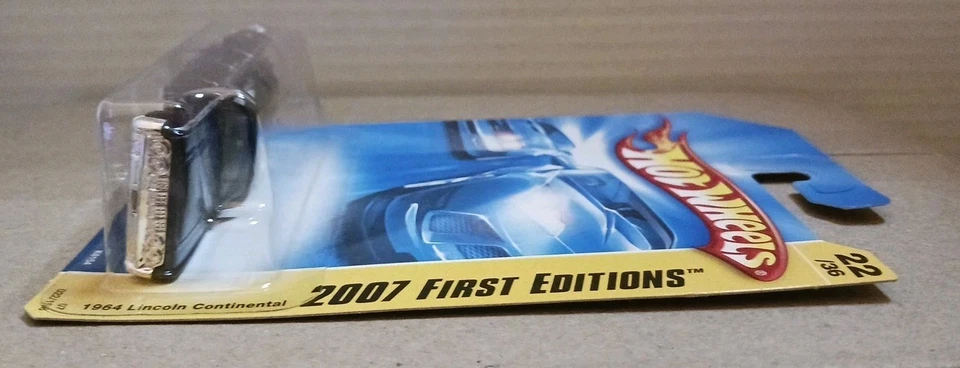 HOT WHEELS®
22
/36
2007 FIRST EDITIONS™
1964 Lincoln Continental